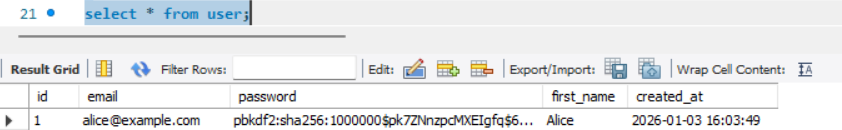 21 select * from user;
Result Grid Filter Rows: Edit: Export/Import: Wrap Cell Content:
id email password first_name created_at
1 alice@example.com pbkdf2:sha256:1000000$pk7ZNnzpcMXEIgfq$6... Alice 2026-01-03 16:03:49